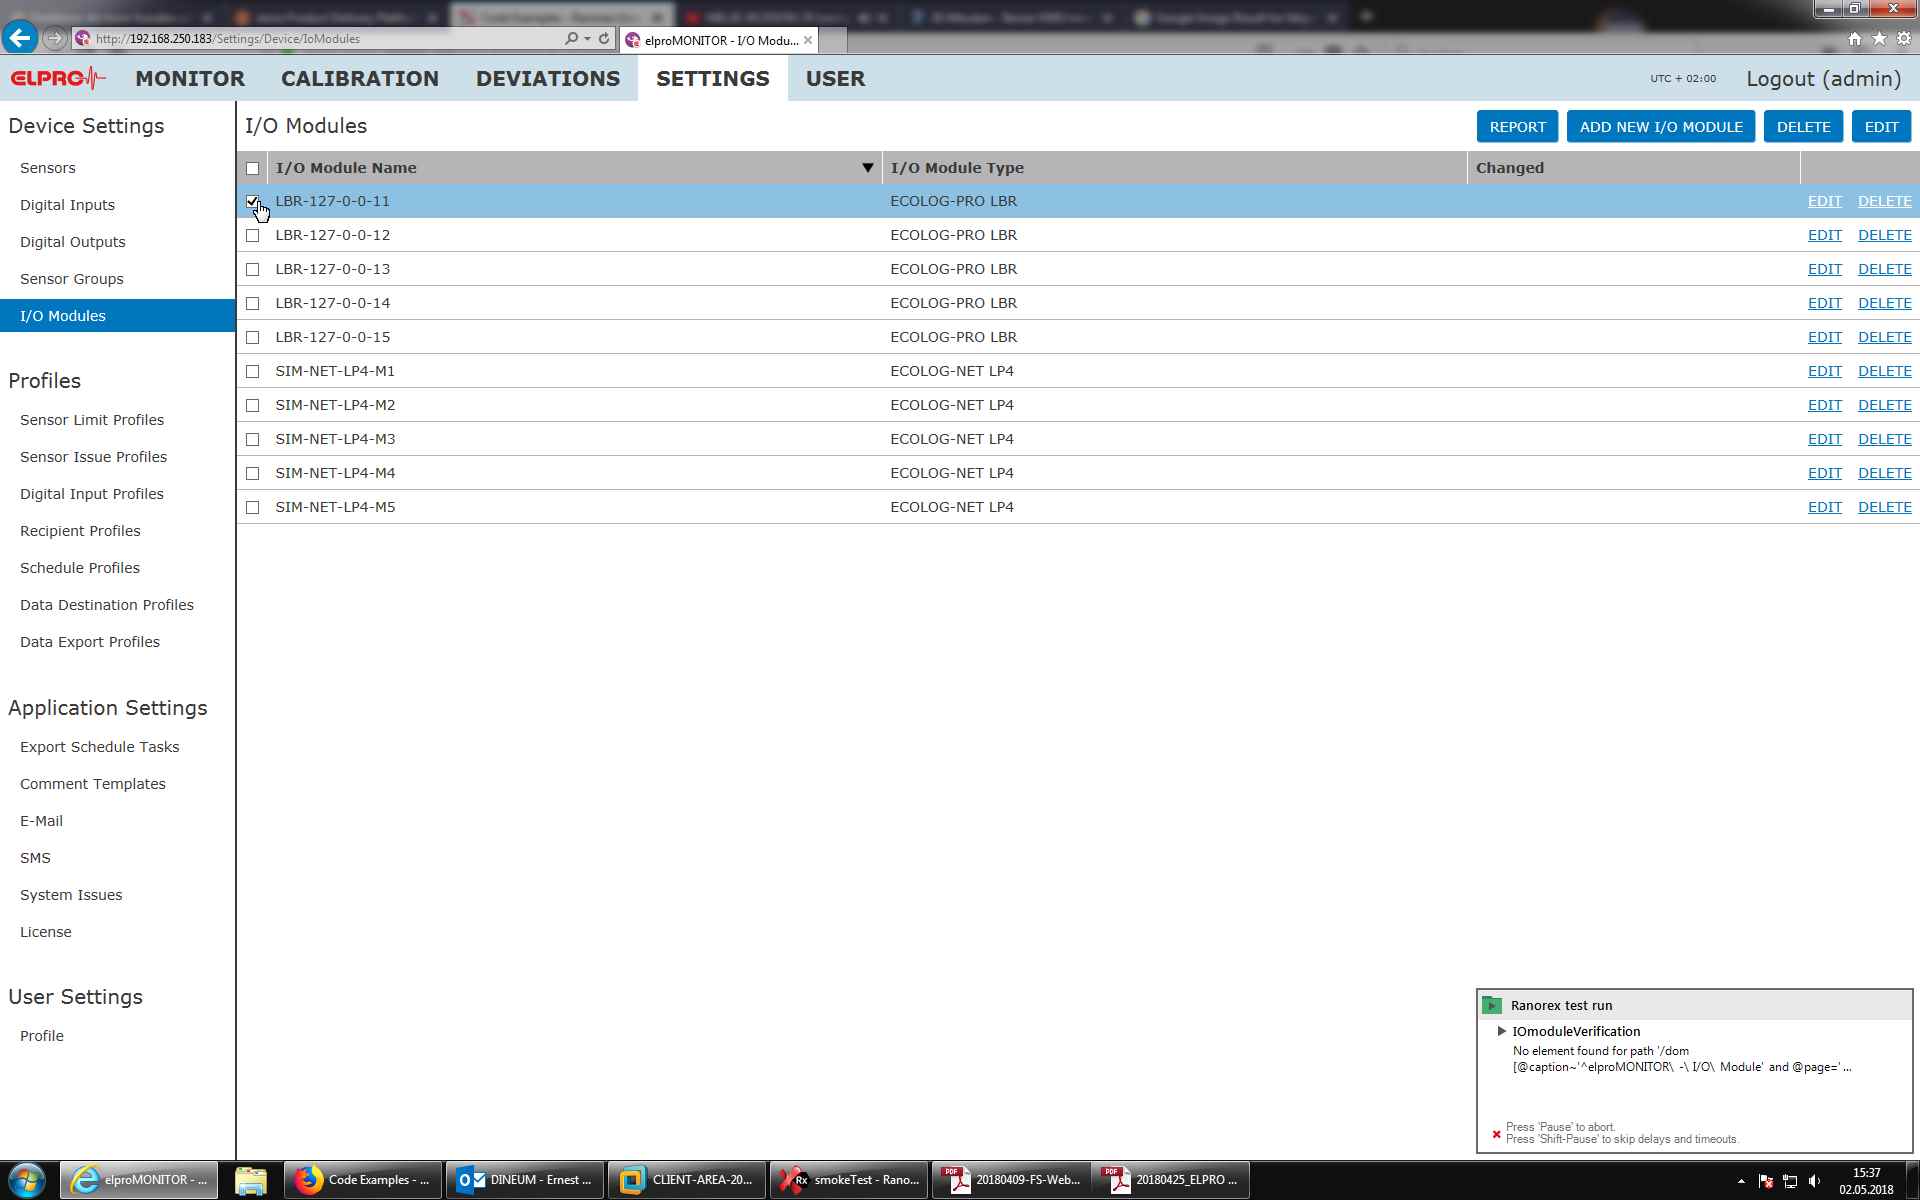 http://192.168.250.183/Settings/Device/IoModules
elproMONITOR - I/O Modu...
ELPRO MONITOR CALIBRATION DEVIATIONS SETTINGS USER UTC + 02:00 Logout (admin)
Device Settings
Sensors
Digital Inputs
Digital Outputs
Sensor Groups
I/O Modules
Profiles
Sensor Limit Profiles
Sensor Issue Profiles
Digital Input Profiles
Recipient Profiles
Schedule Profiles
Data Destination Profiles
Data Export Profiles
Application Settings
Export Schedule Tasks
Comment Templates
E-Mail
SMS
System Issues
License
User Settings
Profile
I/O Modules REPORT ADD NEW I/O MODULE DELETE EDIT
I/O Module Name I/O Module Type Changed
LBR-127-0-0-11 ECOLOG-PRO LBR EDIT DELETE
LBR-127-0-0-12 ECOLOG-PRO LBR EDIT DELETE
LBR-127-0-0-13 ECOLOG-PRO LBR EDIT DELETE
LBR-127-0-0-14 ECOLOG-PRO LBR EDIT DELETE
LBR-127-0-0-15 ECOLOG-PRO LBR EDIT DELETE
SIM-NET-LP4-M1 ECOLOG-NET LP4 EDIT DELETE
SIM-NET-LP4-M2 ECOLOG-NET LP4 EDIT DELETE
SIM-NET-LP4-M3 ECOLOG-NET LP4 EDIT DELETE
SIM-NET-LP4-M4 ECOLOG-NET LP4 EDIT DELETE
SIM-NET-LP4-M5 ECOLOG-NET LP4 EDIT DELETE
Ranorex test run
IOmoduleVerification
No element found for path '/dom
[@caption~'^elproMONITOR\ -\ I/O\ Module' and @page=' ...
Press 'Pause' to abort.
Press 'Shift-Pause' to skip delays and timeouts.
elproMONITOR - ...
Code Examples - ...
DINEUM - Ernest ...
CLIENT-AREA-20...
Rx
smokeTest - Rano...
PDF
20180409-FS-Web...
PDF
20180425_ELPRO ...
15:37
02.05.2018